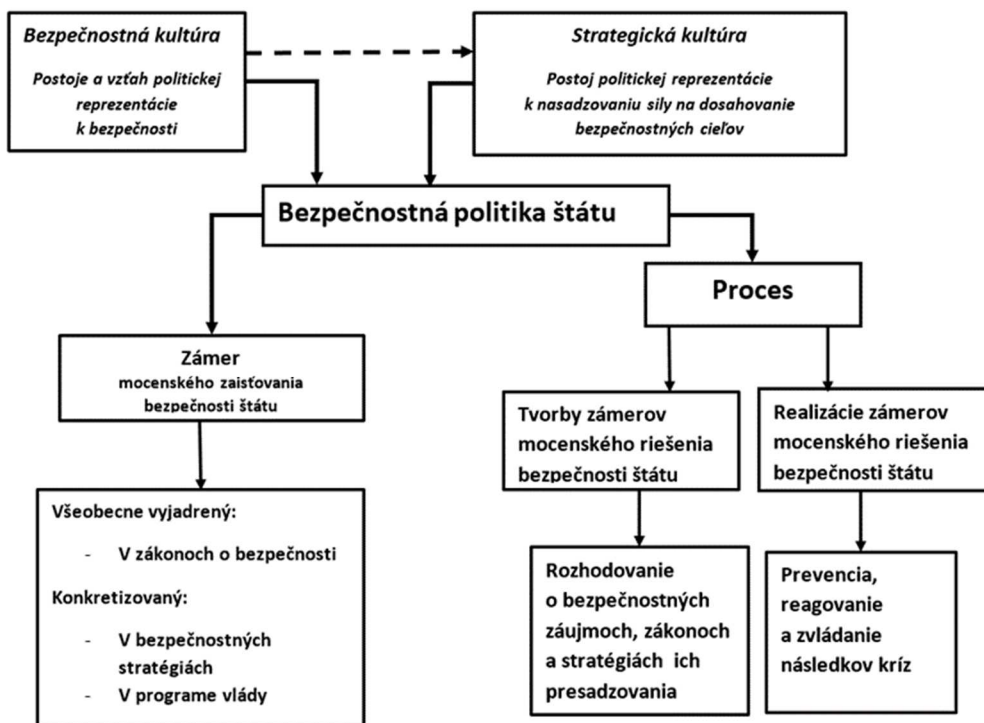 Bezpečnostná kultúra
Postoje a vzťah politickej
reprezentácie
k bezpečnosti
Strategická kultúra
Postoj politickej reprezentácie
k nasadzovaniu sily na dosahovanie
bezpečnostných cieľov
Bezpečnostná politika štátu
Proces
Zámer
mocenského zaisťovania
bezpečnosti štátu
Tvorby zámerov
mocenského riešenia
bezpečnosti štátu
Realizácie zámerov
mocenského riešenia
bezpečnosti štátu
Všeobecne vyjadrený:
- V zákonoch o bezpečnosti
Konkretizovaný:
- V bezpečnostných
stratégiách
- V programe vlády
Rozhodovanie
o bezpečnostných
záujmoch, zákonoch
a stratégiách ich
presadzovania
Prevencia,
reagovanie
a zvládanie
následkov kríz